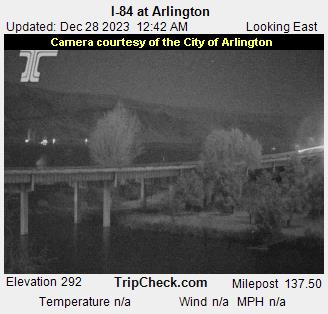 I-84 at Arlington
Updated: Dec 28 2023 12:42 AM Looking East
Camera courtesy of the City of Arlington
Elevation 292 TripCheck.com Milepost 137.50
Temperature n/a Wind n/a MPH n/a